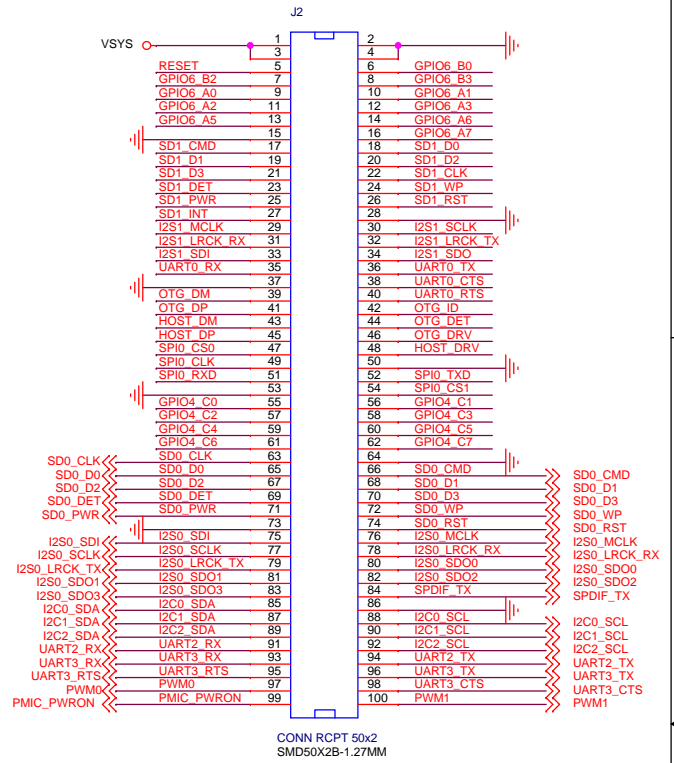 J2
VSYS 1 2
3 4
RESET 5 6 GPIO6_B0
GPIO6_B2 7 8 GPIO6_B3
GPIO6_A0 9 10 GPIO6_A1
GPIO6_A2 11 12 GPIO6_A3
GPIO6_A5 13 14 GPIO6_A6
15 16 GPIO6_A7
SD1_CMD 17 18 SD1_D0
SD1_D1 19 20 SD1_D2
SD1_D3 21 22 SD1_CLK
SD1_DET 23 24 SD1_WP
SD1_PWR 25 26 SD1_RST
SD1_INT 27 28
I2S1_MCLK 29 30 I2S1_SCLK
I2S1_LRCK_RX 31 32 I2S1_LRCK_TX
I2S1_SDI 33 34 I2S1_SDO
UART0_RX 35 36 UART0_TX
37 38 UART0_CTS
OTG_DM 39 40 UART0_RTS
OTG_DP 41 42 OTG_ID
HOST_DM 43 44 OTG_DET
HOST_DP 45 46 OTG_DRV
SPI0_CS0 47 48 HOST_DRV
SPI0_CLK 49 50
SPI0_RXD 51 52 SPI0_TXD
53 54 SPI0_CS1
GPIO4_C0 55 56 GPIO4_C1
GPIO4_C2 57 58 GPIO4_C3
GPIO4_C4 59 60 GPIO4_C5
GPIO4_C6 61 62 GPIO4_C7
SD0_CLK SD0_CLK 63 64
SD0_D0 SD0_D0 65 66 SD0_CMD SD0_CMD
SD0_D2 SD0_D2 67 68 SD0_D1 SD0_D1
SD0_DET SD0_DET 69 70 SD0_D3 SD0_D3
SD0_PWR SD0_PWR 71 72 SD0_WP SD0_WP
73 74 SD0_RST SD0_RST
I2S0_SDI I2S0_SDI 75 76 I2S0_MCLK I2S0_MCLK
I2S0_SCLK I2S0_SCLK 77 78 I2S0_LRCK_RX I2S0_LRCK_RX
I2S0_LRCK_TX I2S0_LRCK_TX 79 80 I2S0_SDO0 I2S0_SDO0
I2S0_SDO1 I2S0_SDO1 81 82 I2S0_SDO2 I2S0_SDO2
I2S0_SDO3 I2S0_SDO3 83 84 SPDIF_TX SPDIF_TX
I2C0_SDA I2C0_SDA 85 86
I2C1_SDA I2C1_SDA 87 88 I2C0_SCL I2C0_SCL
I2C2_SDA I2C2_SDA 89 90 I2C1_SCL I2C1_SCL
UART2_RX UART2_RX 91 92 I2C2_SCL I2C2_SCL
UART3_RX UART3_RX 93 94 UART2_TX UART2_TX
UART3_RTS UART3_RTS 95 96 UART3_TX UART3_TX
PWM0 PWM0 97 98 UART3_CTS UART3_CTS
PMIC_PWRON PMIC_PWRON 99 100 PWM1 PWM1
CONN RCPT 50x2
SMD50X2B-1.27MM